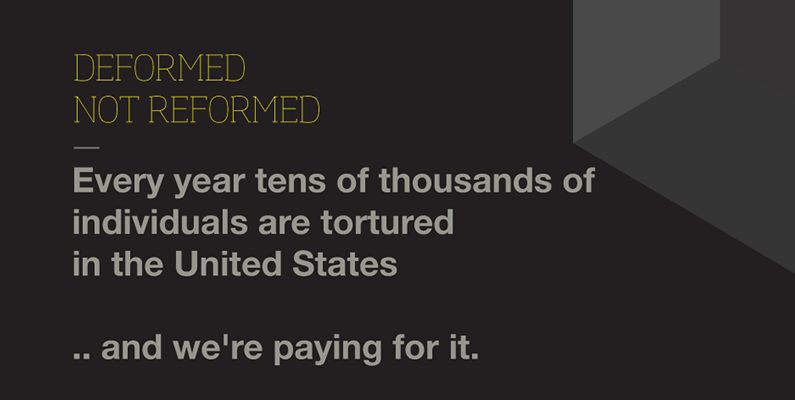 DEFORMED
NOT REFORMED
Every year tens of thousands of
individuals are tortured
in the United States
.. and we're paying for it.